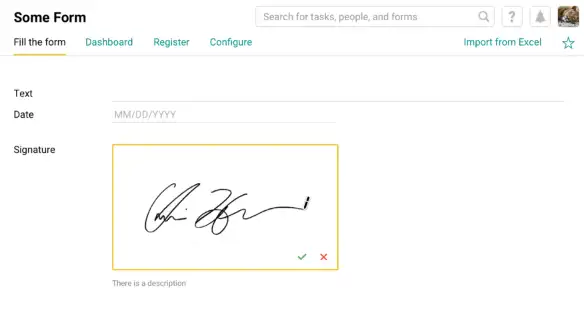 Some Form
Search for tasks, people, and forms
?
Fill the form Dashboard Register Configure Import from Excel
Text
Date MM/DD/YYYY
Signature
There is a description